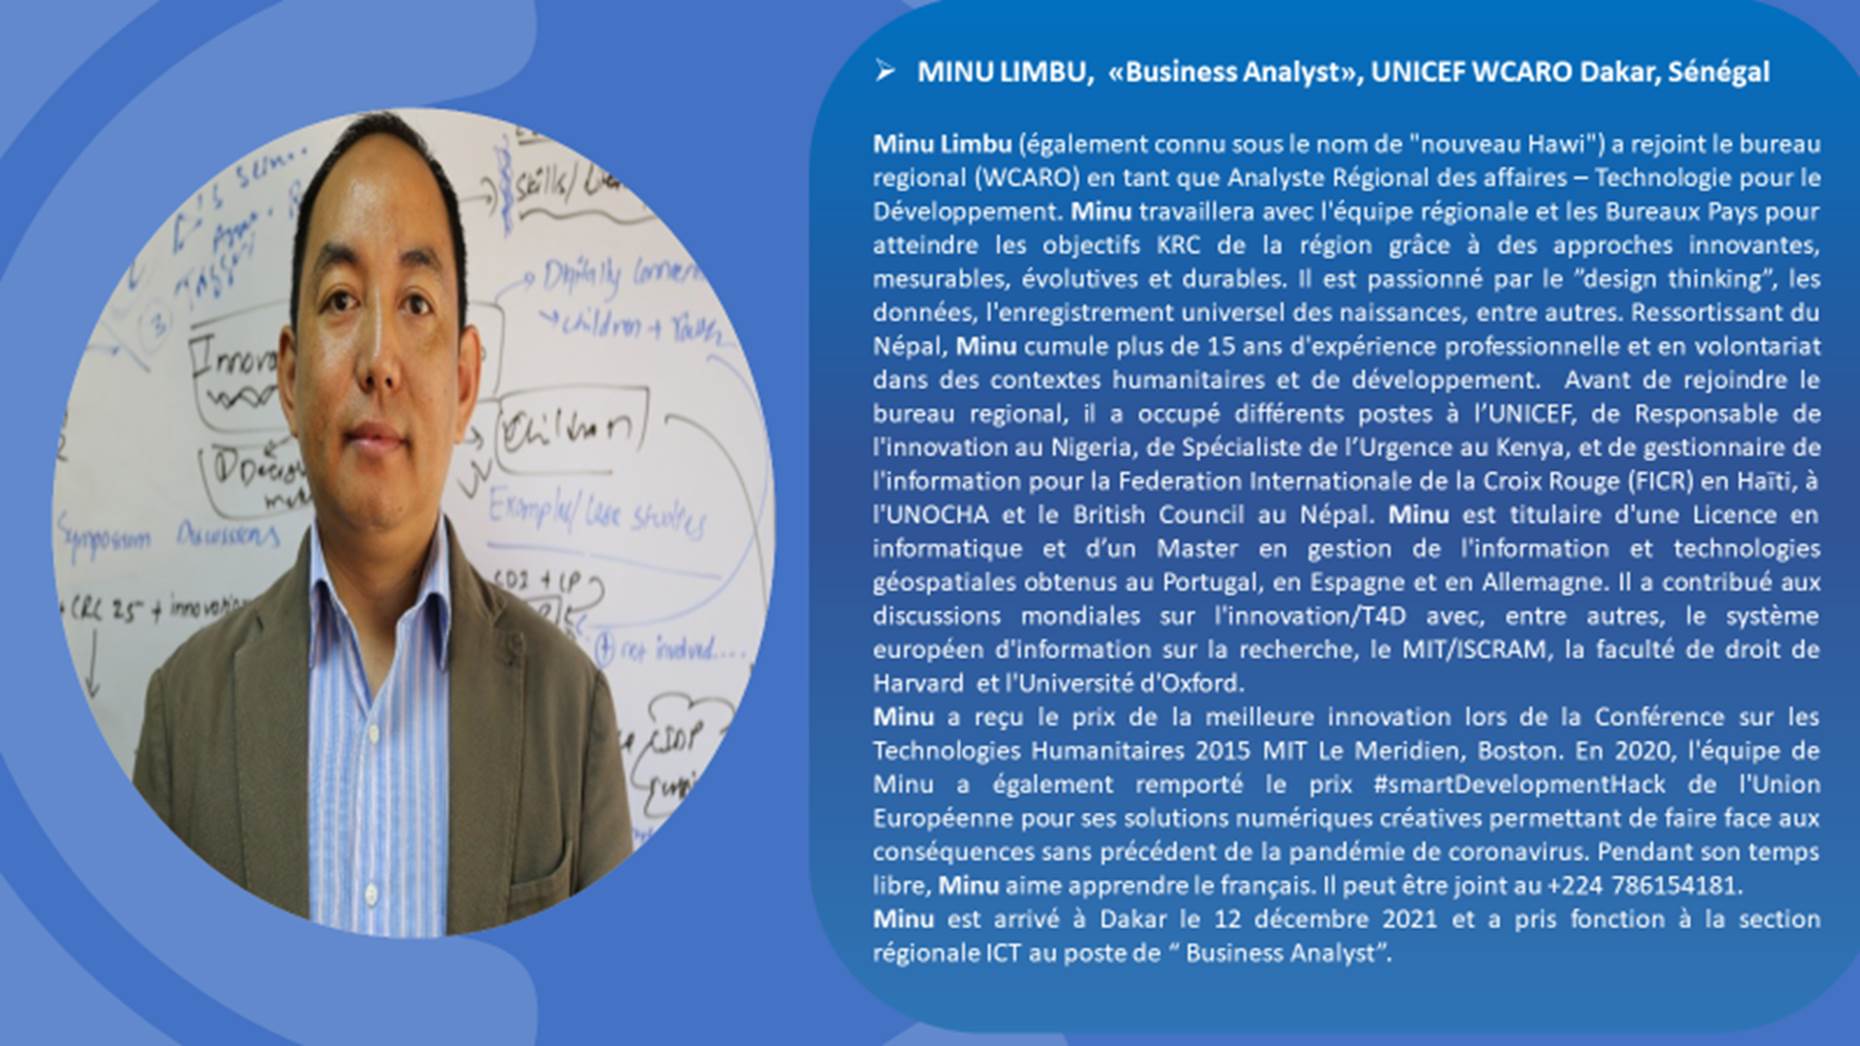 ➢ MINU LIMBU, «Business Analyst», UNICEF WCARO Dakar, Sénégal
Minu Limbu (également connu sous le nom de "nouveau Hawi") a rejoint le bureau
regional (WCARO) en tant que Analyste Régional des affaires – Technologie pour le
Développement. Minu travaillera avec l'équipe régionale et les Bureaux Pays pour
atteindre les objectifs KRC de la région grâce à des approches innovantes,
mesurables, évolutives et durables. Il est passionné par le ”design thinking”, les
données, l'enregistrement universel des naissances, entre autres. Ressortissant du
Népal, Minu cumule plus de 15 ans d'expérience professionnelle et en volontariat
dans des contextes humanitaires et de développement. Avant de rejoindre le
bureau regional, il a occupé différents postes à l’UNICEF, de Responsable de
l'innovation au Nigeria, de Spécialiste de l’Urgence au Kenya, et de gestionnaire de
l'information pour la Federation Internationale de la Croix Rouge (FICR) en Haïti, à
l'UNOCHA et le British Council au Népal. Minu est titulaire d'une Licence en
informatique et d’un Master en gestion de l'information et technologies
géospatiales obtenus au Portugal, en Espagne et en Allemagne. Il a contribué aux
discussions mondiales sur l'innovation/T4D avec, entre autres, le système
européen d'information sur la recherche, le MIT/ISCRAM, la faculté de droit de
Harvard et l'Université d'Oxford.
Minu a reçu le prix de la meilleure innovation lors de la Conférence sur les
Technologies Humanitaires 2015 MIT Le Meridien, Boston. En 2020, l'équipe de
Minu a également remporté le prix #smartDevelopmentHack de l'Union
Européenne pour ses solutions numériques créatives permettant de faire face aux
conséquences sans précédent de la pandémie de coronavirus. Pendant son temps
libre, Minu aime apprendre le français. Il peut être joint au +224 786154181.
Minu est arrivé à Dakar le 12 décembre 2021 et a pris fonction à la section
régionale ICT au poste de “ Business Analyst”.
skills/
Digitally
children +
Children
Example/ case studies
Symposium Discussions
+ CRC 25 + innovation
not involved....